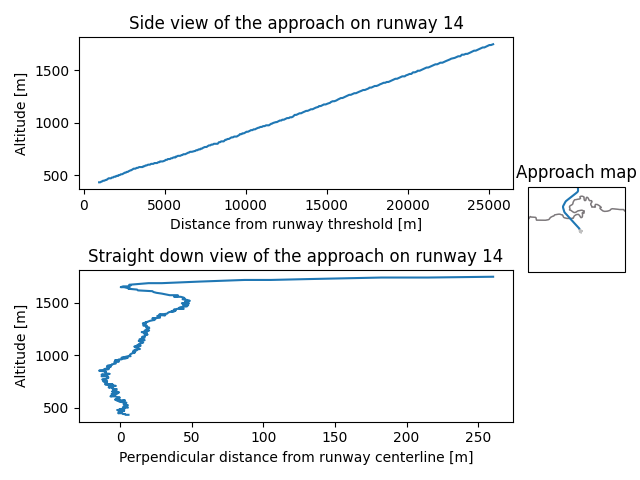 Side view of the approach on runway 14
Altitude [m]
1500
1000
500
0 5000 10000 15000 20000 25000
Distance from runway threshold [m]
Approach map
Straight down view of the approach on runway 14
Altitude [m]
1500
1000
500
0 50 100 150 200 250
Perpendicular distance from runway centerline [m]